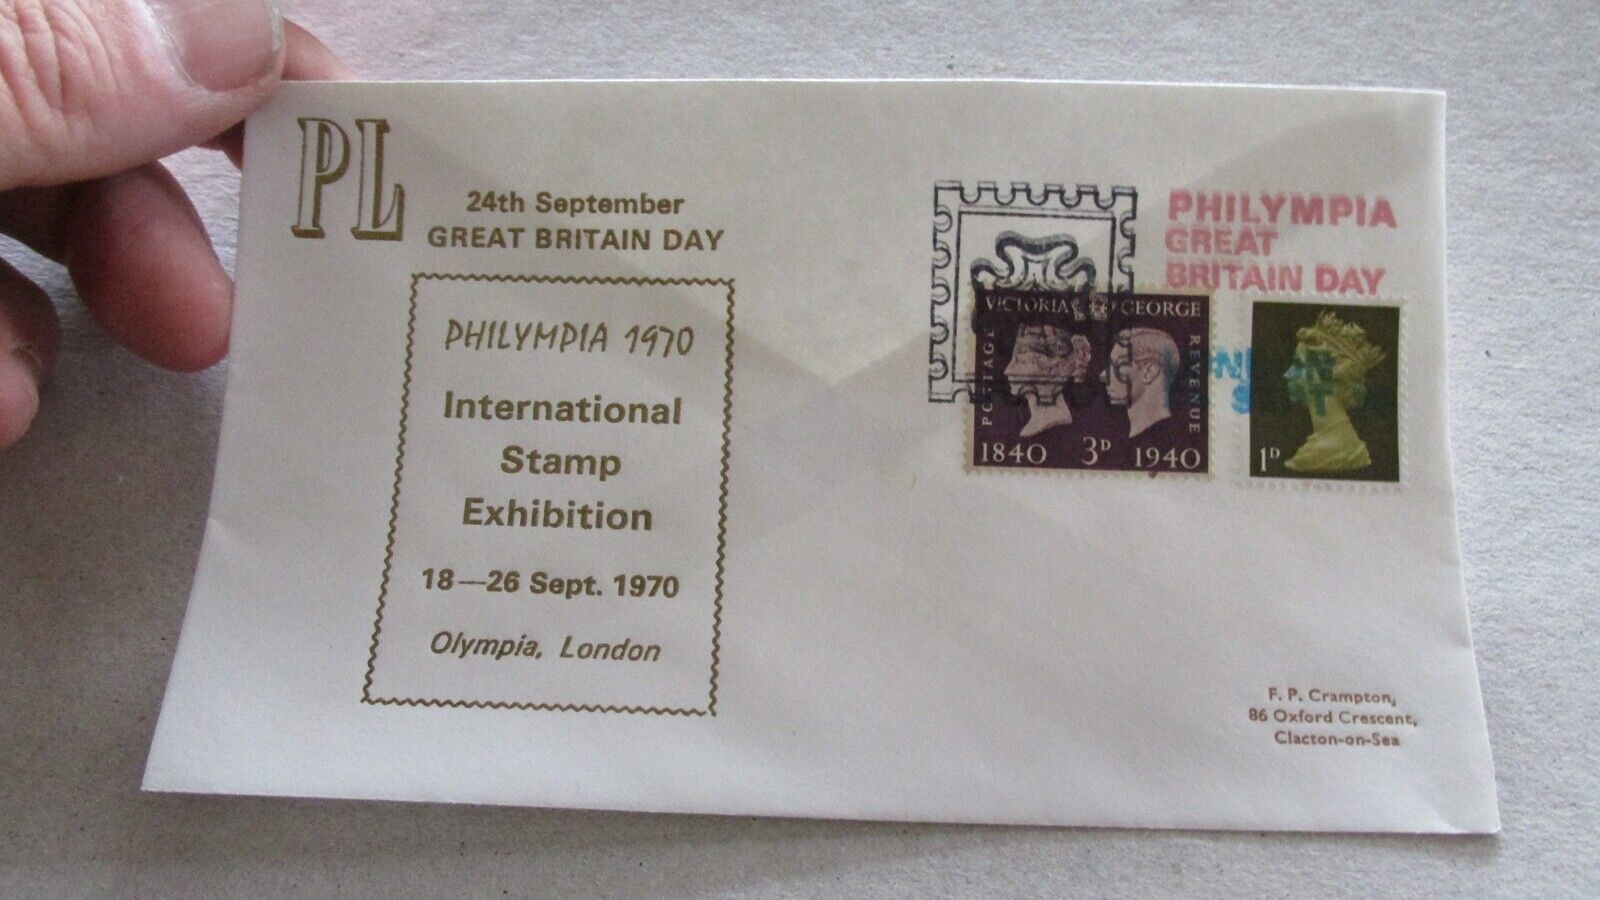 PL
24th September
GREAT BRITAIN DAY
PHILYMPIA 1970
International
Stamp
Exhibition
18—26 Sept. 1970
Olympia, London
PHILYMPIA
GREAT
BRITAIN DAY
VICTORIA GEORGE
POSTAGE
REVENUE
1840 3D 1940
1D
F. P. Crampton,
86 Oxford Crescent,
Clacton-on-Sea